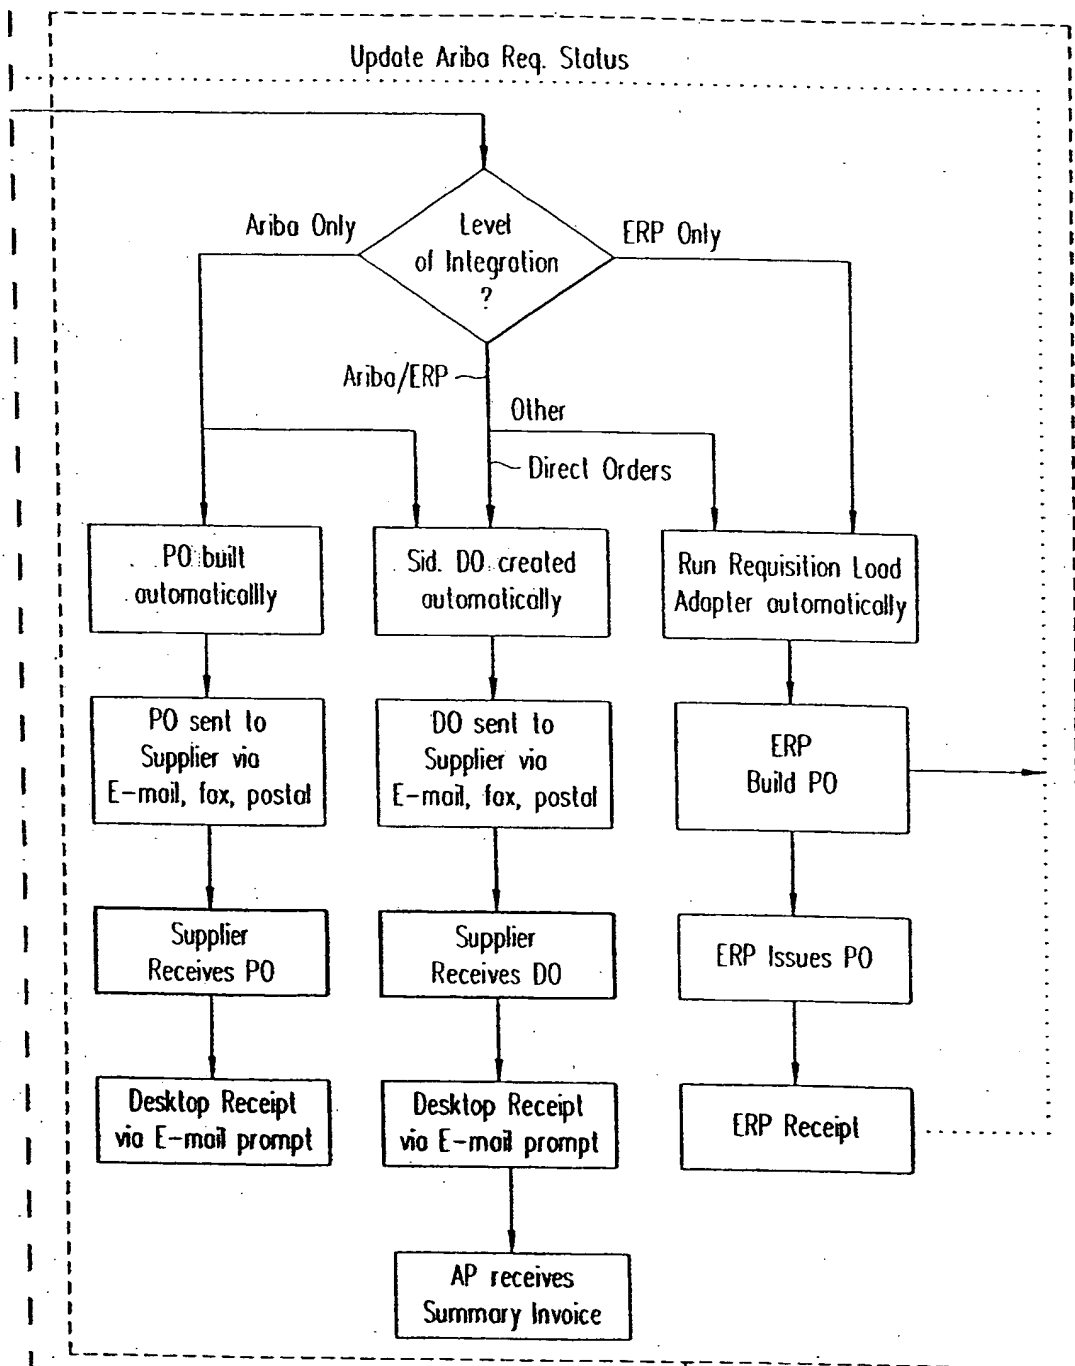 Update Ariba Req. Status
Level
of Integration
?
Ariba Only
ERP Only
Ariba/ERP
Other
Direct Orders
PO built
automaticallly
Sid. DO created
automatically
Run Requisition Load
Adapter automatically
PO sent to
Supplier via
E-mail, fax, postal
DO sent to
Supplier via
E-mail, fax, postal
ERP
Build PO
Supplier
Receives PO
Supplier
Receives DO
ERP Issues PO
Desktop Receipt
via E-mail prompt
Desktop Receipt
via E-mail prompt
ERP Receipt
AP receives
Summary Invoice